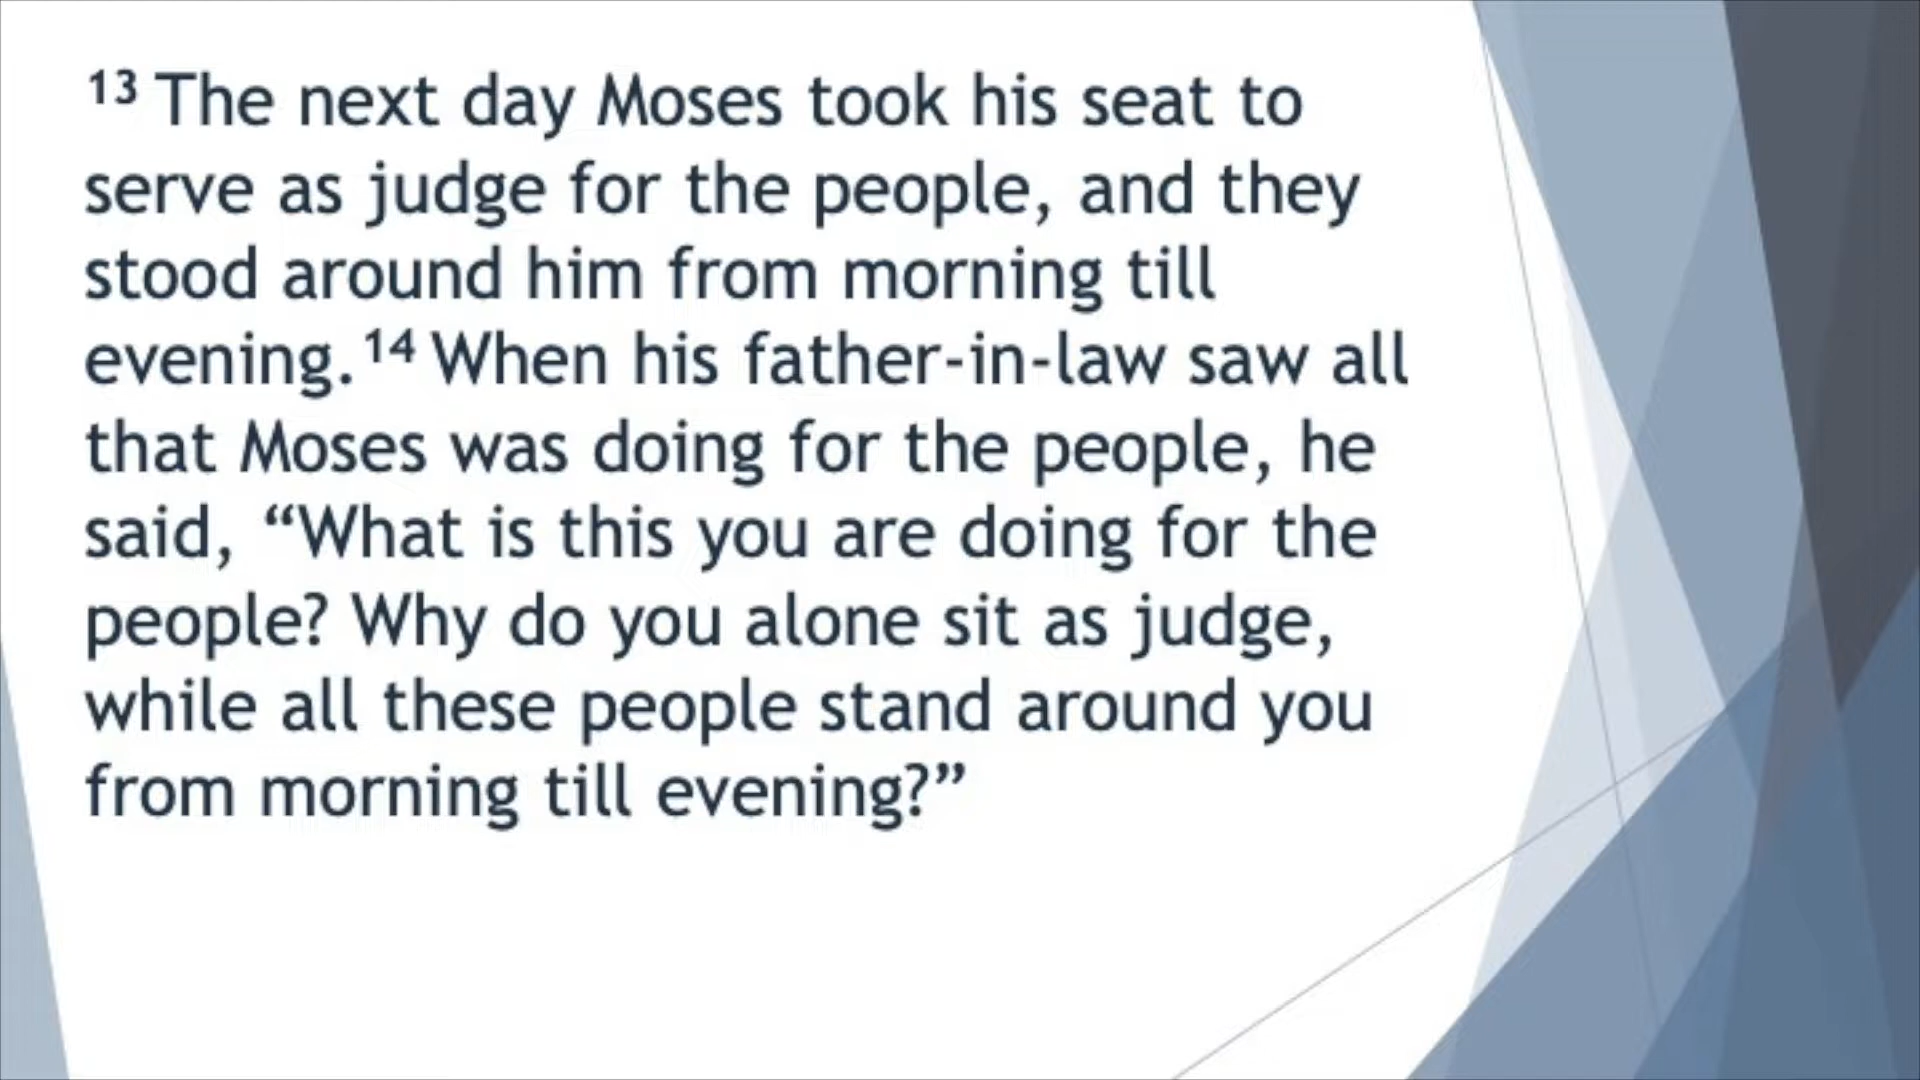 13 The next day Moses took his seat to
serve as judge for the people, and they
stood around him from morning till
evening. 14 When his father-in-law saw all
that Moses was doing for the people, he
said, “What is this you are doing for the
people? Why do you alone sit as judge,
while all these people stand around you
from morning till evening?”